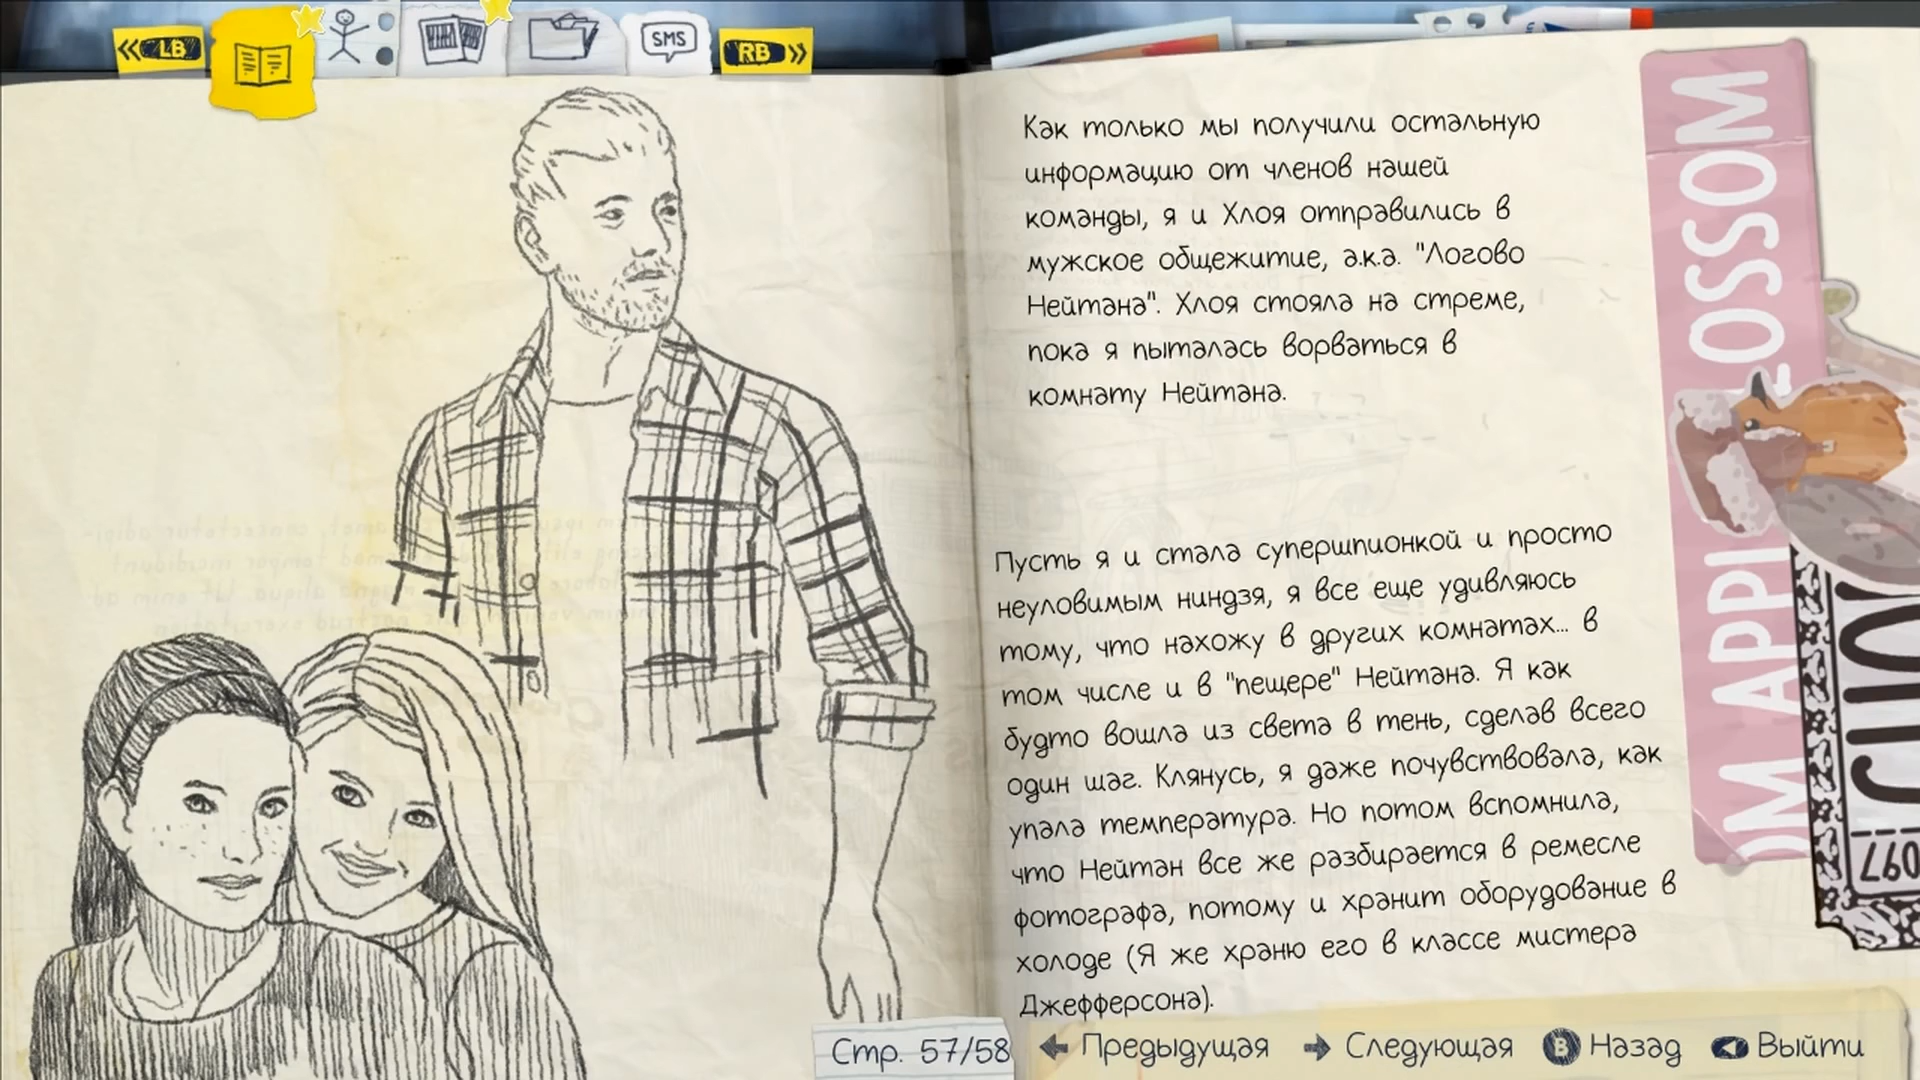 LB
SMS
RB
Как только мы получили остальную
информацию от членов нашей
команды, я и Хлоя отправились в
мужское общежитие, а.к.а. "Логово
Нейтана". Хлоя стояла на стреме,
пока я пыталась ворваться в
комнату Нейтана.
Пусть я и стала супершпионкой и просто
неуловимым ниндзя, я все еще удивляюсь
тому, что нахожу в других комнатах... в
том числе и в "пещере" Нейтана. Я как
будто вошла из света в тень, сделав всего
один шаг. Клянусь, я даже почувствовала, как
упала температура. Но потом вспомнила,
что Нейтан все же разбирается в ремесле
фотографа, потому и хранит оборудование в
холоде (Я же храню его в классе мистера
Джефферсона).
Стр. 57/58
Предыдущая
Следующая
B Назад
Выйти